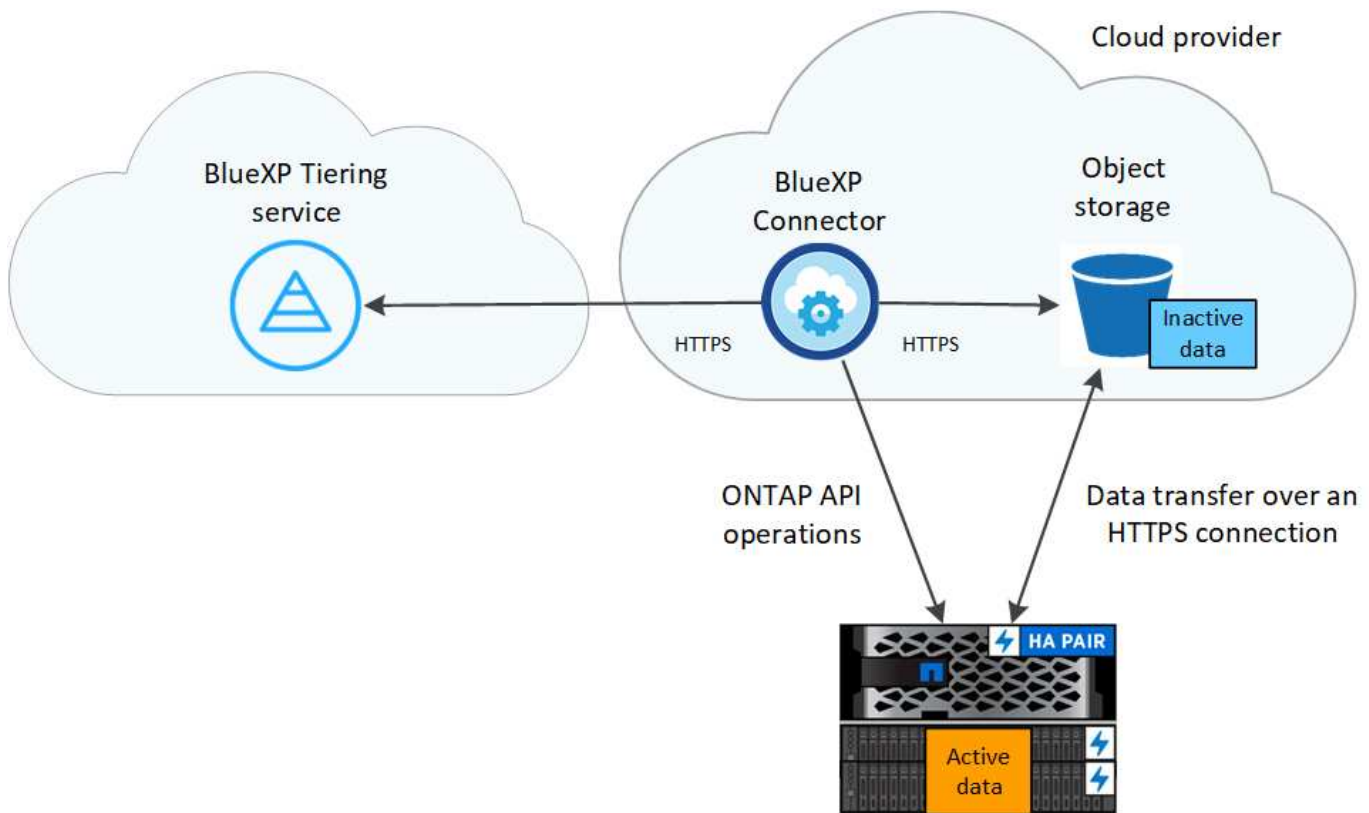 Cloud provider
BlueXP Tiering
service
BlueXP
Connector
Object
storage
Inactive
data
HTTPS
HTTPS
ONTAP API
operations
Data transfer over an
HTTPS connection
HA PAIR
Active
data